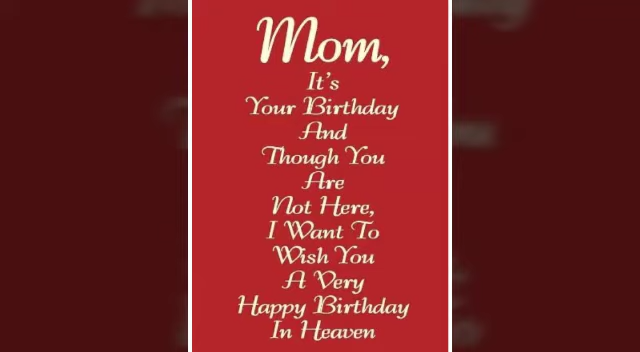 Mom,
It's
Your Birthday
And
Though You
Are
Not Here,
I Want To
Wish You
A Very
Happy Birthday
In Heaven